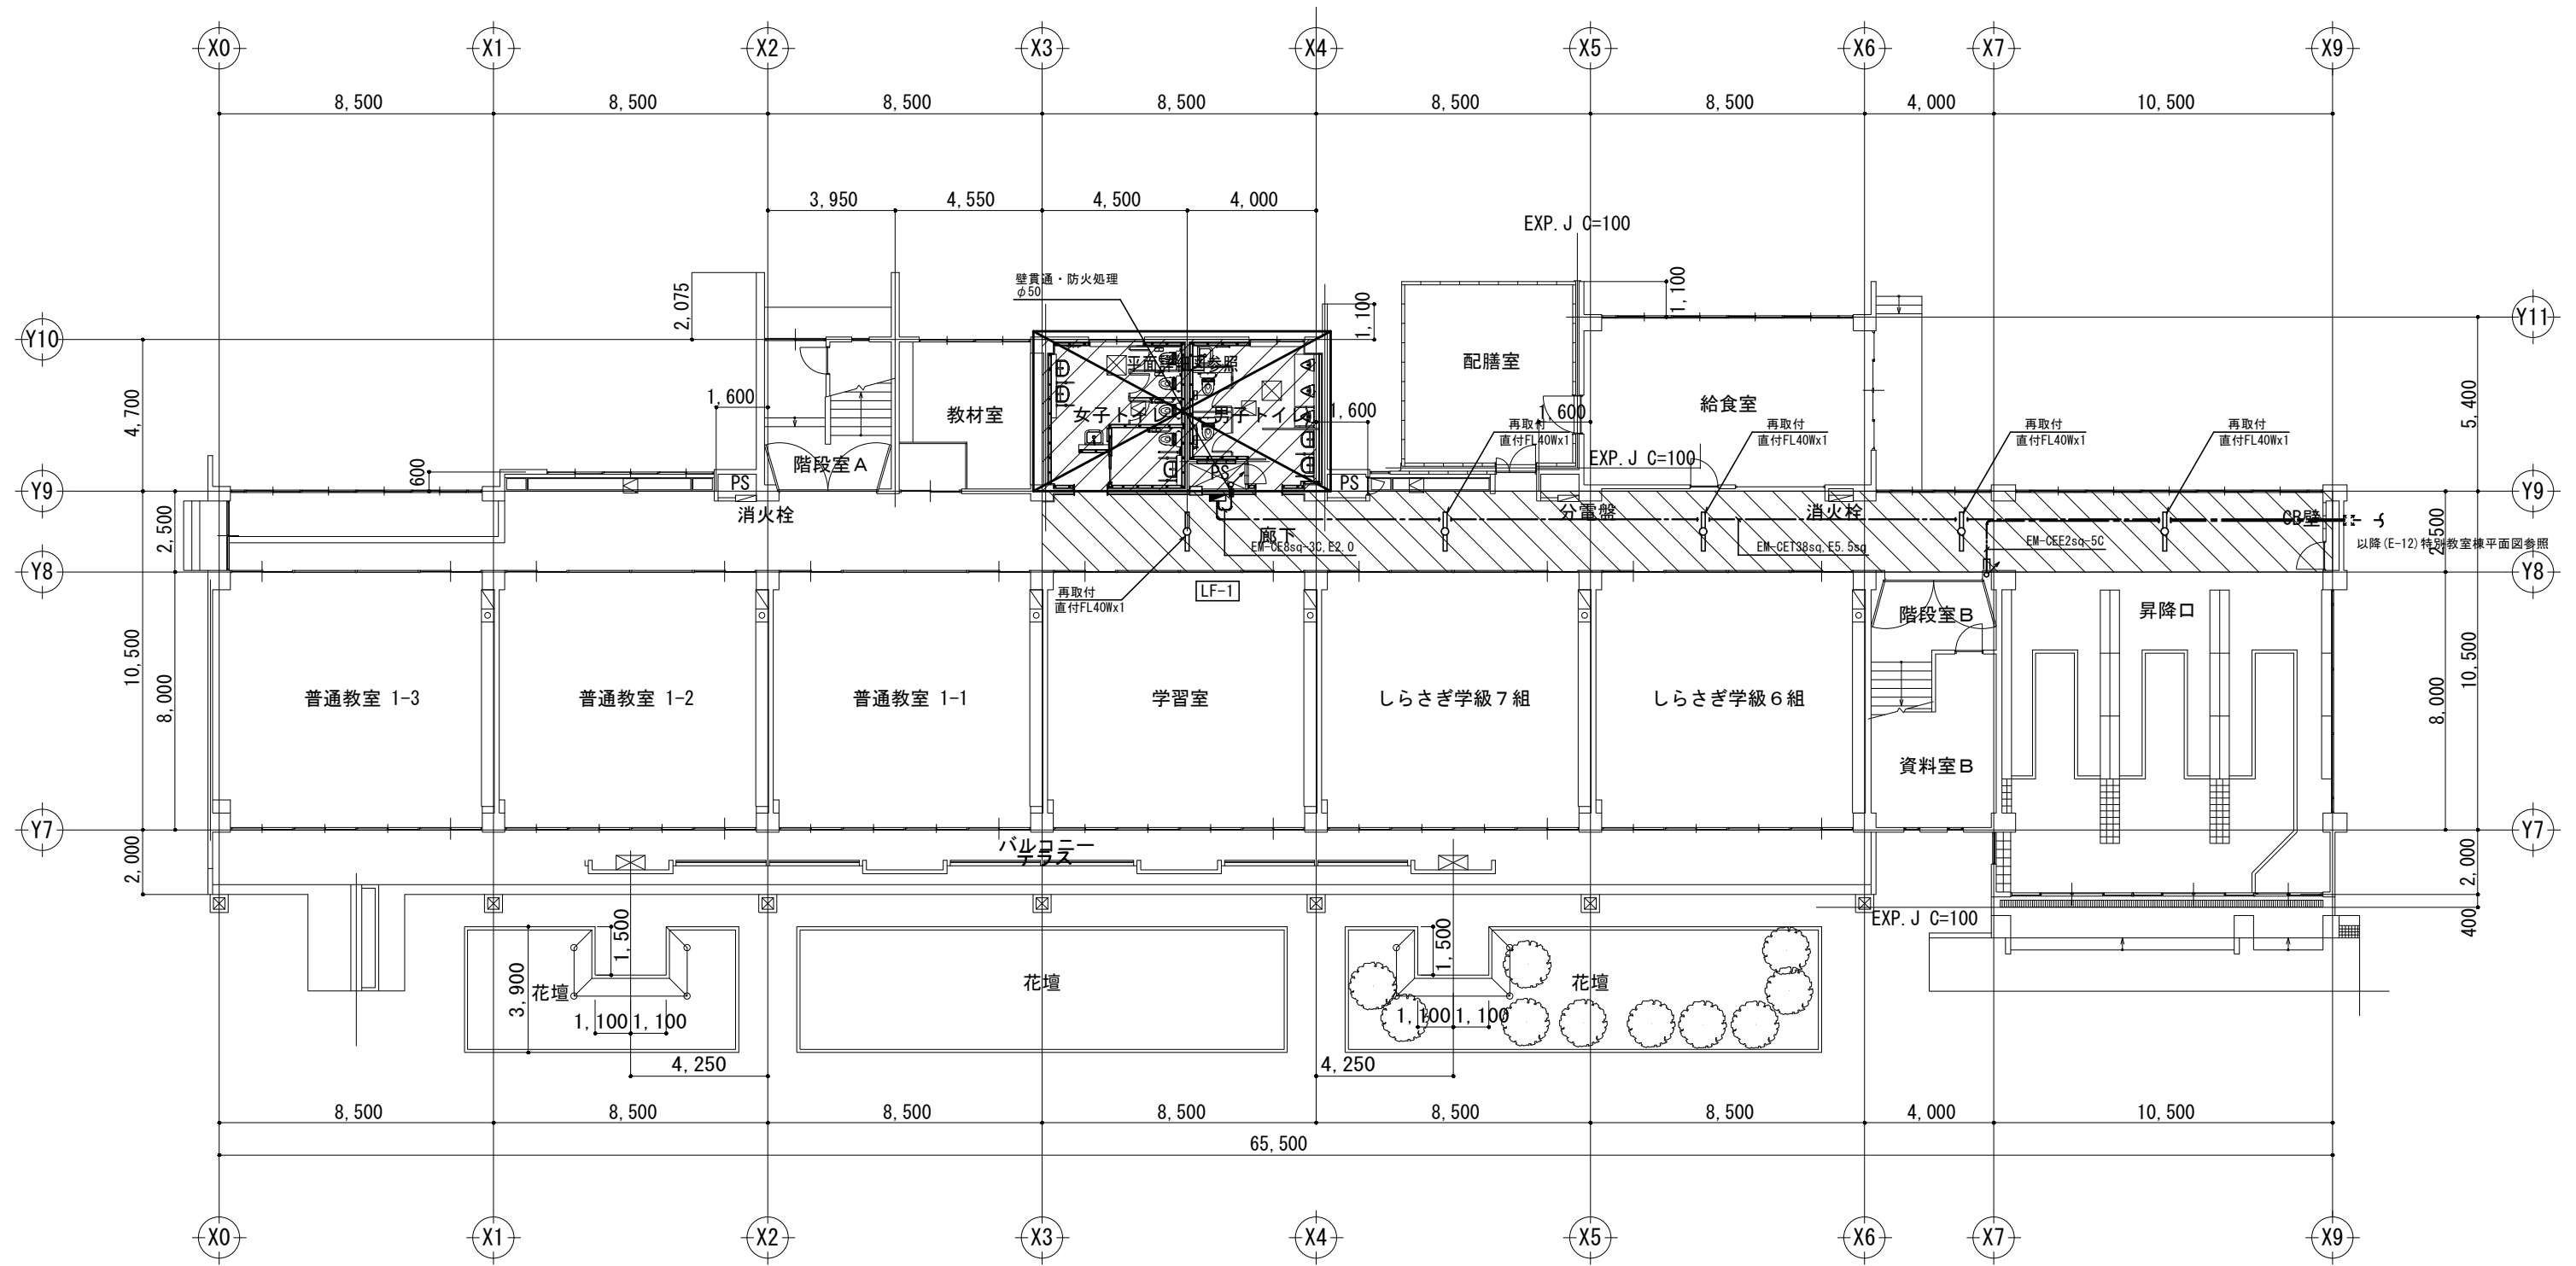 X0 X1 X2 X3 X4 X5 X6 X7 X9
8,500 8,500 8,500 8,500 8,500 8,500 4,000 10,500
3,950 4,550 4,500 4,000
EXP.J C=100
壁貫通・防火処理
φ50
2,075
1,100
1,100
Y10
Y11
平面詳細図参照
配膳室
給食室
4,700
5,400
1,600
教材室
女子トイレ
男子トイレ
1,600
1,600
再取付
直付FL40Wx1
再取付
直付FL40Wx1
再取付
直付FL40Wx1
再取付
直付FL40Wx1
階段室A
EXP.J C=100
600
PS
PS
PS
Y9
Y9
消火栓
分電盤
消火栓
CB壁
2,500
2,500
廊下
EM-CE8sq-3C,E2.0
EM-CET38sq,E5.5sq
EM-CEE2sq-5C
以降(E-12)特別教室棟平面図参照
Y8
Y8
再取付
直付FL40Wx1
LF-1
階段室B
昇降口
10,500
8,000
普通教室 1-3
普通教室 1-2
普通教室 1-1
学習室
しらさぎ学級7組
しらさぎ学級6組
資料室B
8,000
10,500
Y7
Y7
バルコニー
テラス
2,000
2,000
400
EXP.J C=100
1,500
1,500
3,900
花壇
花壇
花壇
1,100 1,100
1,100 1,100
4,250
4,250
8,500 8,500 8,500 8,500 8,500 8,500 4,000 10,500
65,500
X0 X1 X2 X3 X4 X5 X6 X7 X9